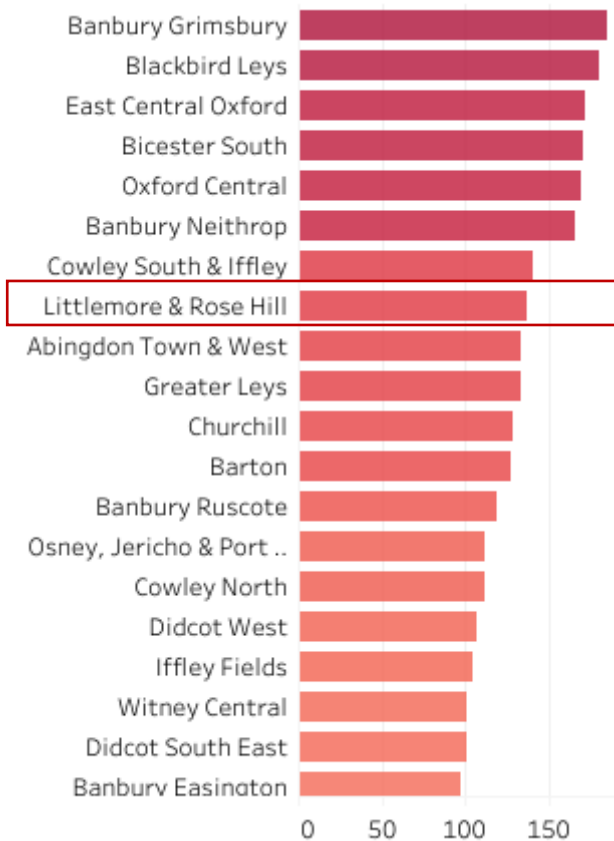 Banbury Grimsbury
Blackbird Leys
East Central Oxford
Bicester South
Oxford Central
Banbury Neithrop
Cowley South & Iffley
Littlemore & Rose Hill
Abingdon Town & West
Greater Leys
Churchill
Barton
Banbury Ruscote
Osney, Jericho & Port ..
Cowley North
Didcot West
Iffley Fields
Witney Central
Didcot South East
Banbury Easington
0 50 100 150